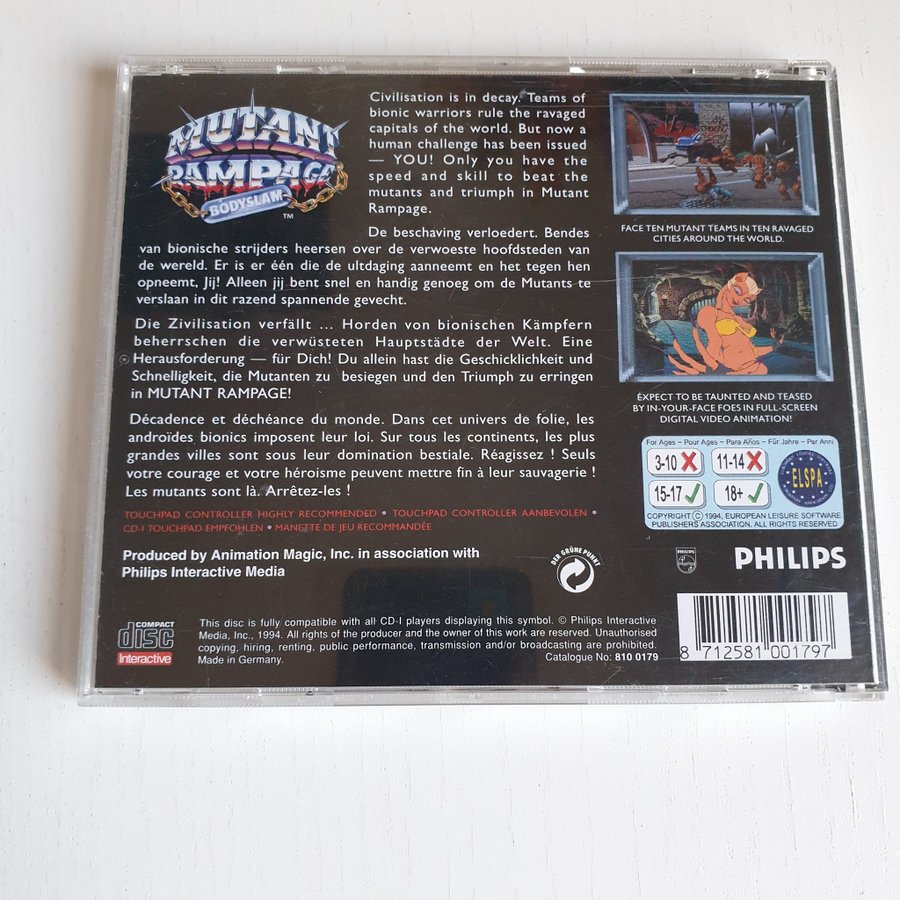 MUTANT
RAMPAGE
BODYSLAM
TM
Civilisation is in decay. Teams of
bionic warriors rule the ravaged
capitals of the world. But now a
human challenge has been issued
— YOU! Only you have the
speed and skill to beat the
mutants and triumph in Mutant
Rampage.
De beschaving verloedert. Bendes
van bionische strijders heersen over de verwoeste hoofdsteden van
de wereld. Er is er één die de uitdaging aanneemt en het tegen hen
opneemt, Jij! Alleen jij bent snel en handig genoeg om de Mutants te
verslaan in dit razend spannende gevecht.
Die Zivilisation verfällt ... Horden von bionischen Kämpfern
beherrschen die verwüsteten Hauptstädte der Welt. Eine
Herausforderung — für Dich! Du allein hast die Geschicklichkeit und
Schnelligkeit, die Mutanten zu besiegen und den Triumph zu erringen
in MUTANT RAMPAGE!
Décadence et déchéance du monde. Dans cet univers de folie, les
androïdes bionics imposent leur loi. Sur tous les continents, les plus
grandes villes sont sous leur domination bestiale. Réagissez ! Seuls
votre courage et votre héroisme peuvent mettre fin à leur sauvagerie !
Les mutants sont là. Arrêtez-les !
TOUCHPAD CONTROLLER HIGHLY RECOMMENDED • TOUCHPAD CONTROLLER AANBEVOLEN •
CD-I TOUCHPAD EMPFOHLEN • MANETTE DE JEU RECOMMANDÉE
Produced by Animation Magic, Inc. in association with
Philips Interactive Media
FACE TEN MUTANT TEAMS IN TEN RAVAGED
CITIES AROUND THE WORLD.
EXPECT TO BE TAUNTED AND TEASED
BY IN-YOUR-FACE FOES IN FULL-SCREEN
DIGITAL VIDEO ANIMATION!
For Ages ~ Pour Ages ~ Para Años ~ Für Jahre ~ Per Anni
3-10 11-14
15-17 18+
ELSPA
COPYRIGHT © 1994, EUROPEAN LEISURE SOFTWARE
PUBLISHERS ASSOCIATION. ALL RIGHTS RESERVED
DER GRÜNE PUNKT
PHILIPS
PHILIPS
COMPACT
disc
Interactive
This disc is fully compatible with all CD-I players displaying this symbol. © Philips Interactive
Media, Inc., 1994. All rights of the producer and the owner of this work are reserved. Unauthorised
copying, hiring, renting, public performance, transmission and/or broadcasting are prohibited.
Made in Germany. Catalogue No: 810 0179
8 712581 001797